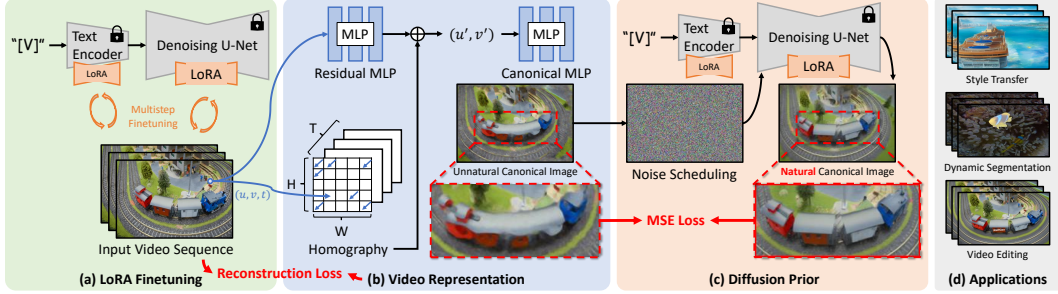 "[V]"
Text
Encoder
LoRA
Denoising U-Net
LoRA
Multistep
Finetuning
(u, v, t)
Input Video Sequence
(a) LoRA Finetuning
Reconstruction Loss
MLP
Residual MLP
(u′, v′)
MLP
Canonical MLP
T
H
W
Homography
Unnatural Canonical Image
(b) Video Representation
"[V]"
Text
Encoder
LoRA
Denoising U-Net
LoRA
Noise Scheduling
Natural Canonical Image
MSE Loss
(c) Diffusion Prior
Style Transfer
Dynamic Segmentation
Video Editing
(d) Applications